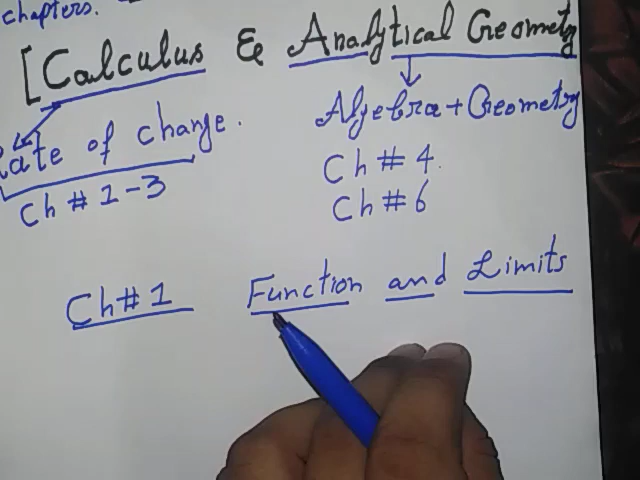 chapters.
[Calculus & Analytical Geometry
Rate of change.
Ch # 1-3
Algebra + Geometry
Ch # 4.
Ch # 6
Ch # 1 Function and Limits